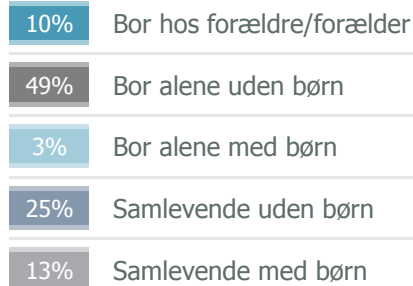 10% Bor hos forældre/forælder
49% Bor alene uden børn
3% Bor alene med børn
25% Samlevende uden børn
13% Samlevende med børn